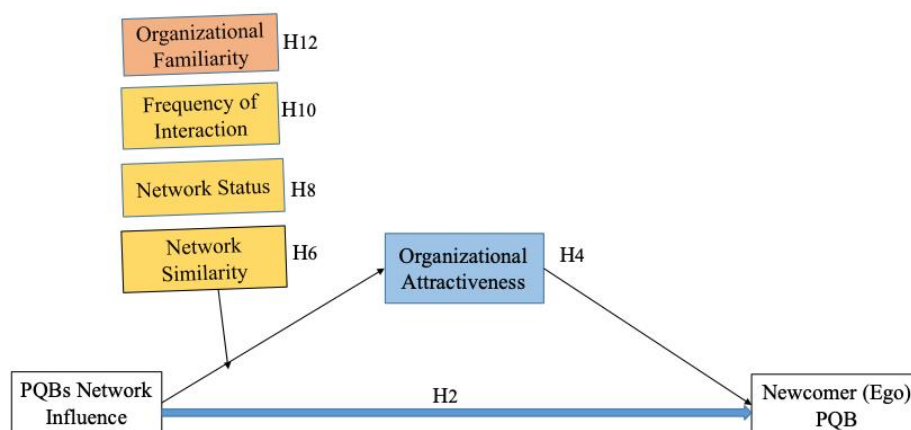 Organizational
Familiarity
H12
Frequency of
Interaction
H10
Network Status
H8
Network
Similarity
H6
Organizational
Attractiveness
H4
PQBs Network
Influence
H2
Newcomer (Ego)
PQB